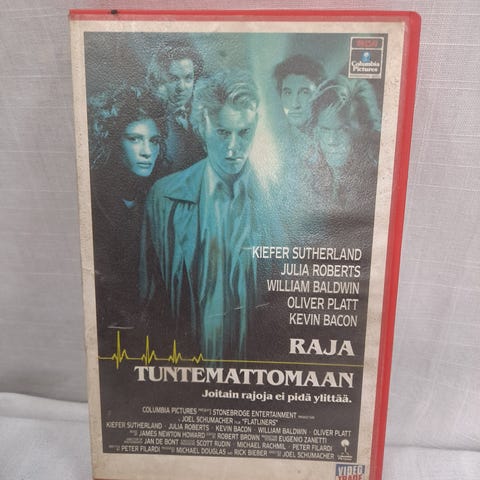 Columbia
Pictures
KIEFER SUTHERLAND
JULIA ROBERTS
WILLIAM BALDWIN
OLIVER PLATT
KEVIN BACON
RAJA
TUNTEMATTOMAAN
Joitain rajoja ei pidä ylittää.
COLUMBIA PICTURES STONEBRIDGE ENTERTAINMENT
JOEL SCHUMACHER "FLATLINERS"
KIEFER SUTHERLAND · JULIA ROBERTS · KEVIN BACON · WILLIAM BALDWIN · OLIVER PLATT
JAMES NEWTON HOWARD ROBERT BROWN EUGENIO ZANETTI
JAN DE BONT SCOTT RUDIN MICHAEL RACHMIL PETER FILARDI
PETER FILARDI MICHAEL DOUGLAS RICK BIEBER JOEL SCHUMACHER
VIDEO
TRADE